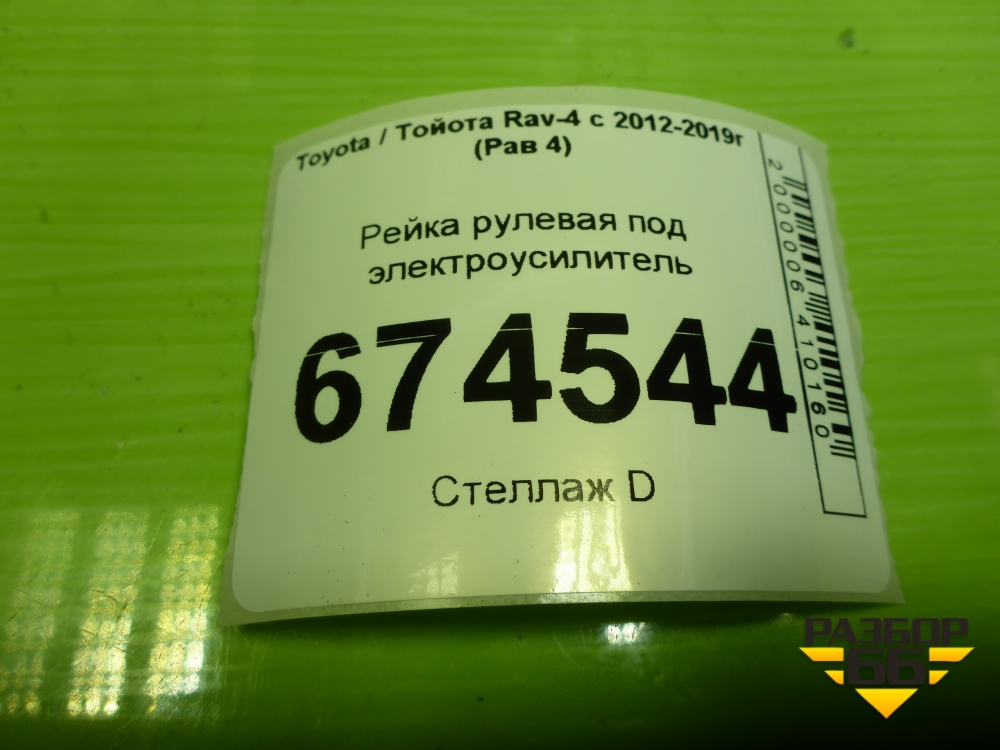 Toyota / Тойота Rav-4 с 2012-2019г
(Рав 4)
Рейка рулевая под
электроусилитель
674544
Стеллаж D
2000006410160
РАЗБОР
66